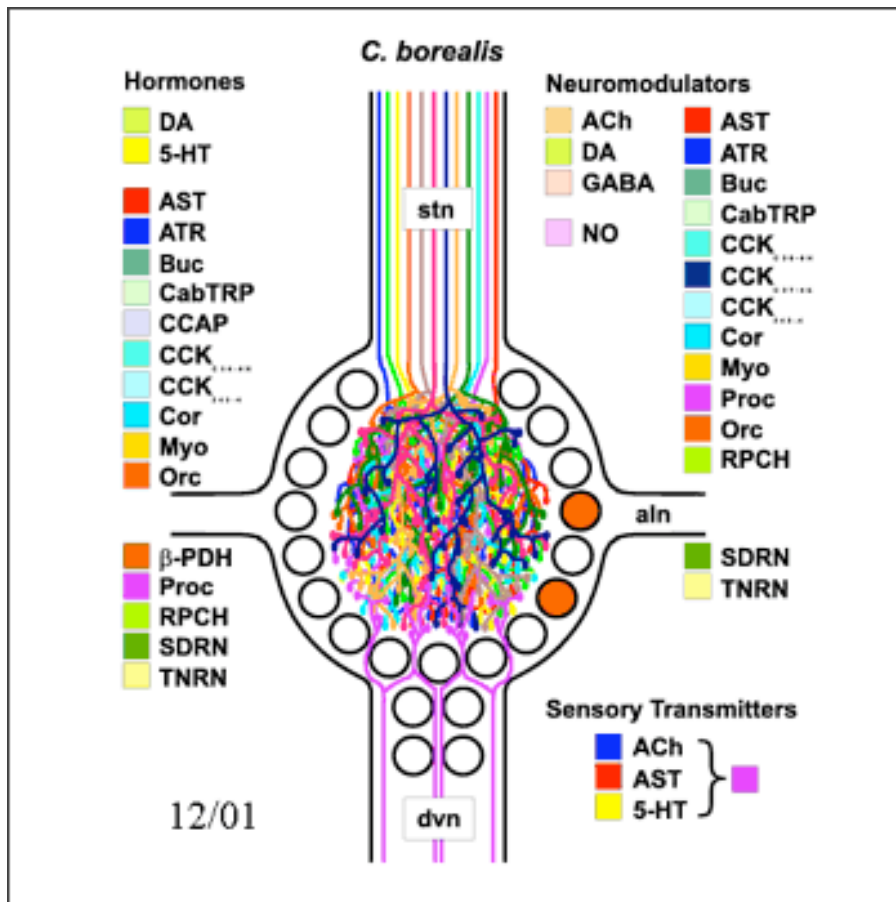 C. borealis
Hormones
DA
5-HT
AST
ATR
Buc
CabTRP
CCAP
CCK
CCK
Cor
Myo
Orc
β-PDH
Proc
RPCH
SDRN
TNRN
stn
Neuromodulators
ACh
DA
GABA
NO
AST
ATR
Buc
CabTRP
CCK
CCK
CCK
Cor
Myo
Proc
Orc
RPCH
aln
SDRN
TNRN
Sensory Transmitters
ACh
AST
5-HT
12/01
dvn